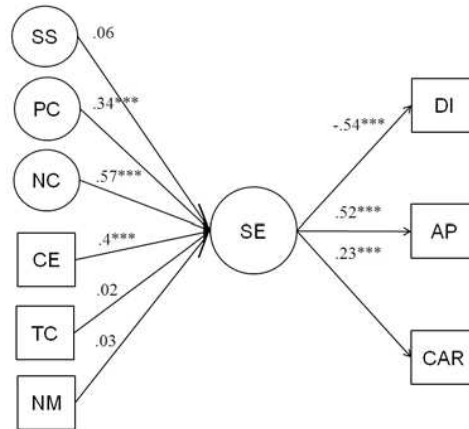 SS
.06
PC
.34***
NC
.57***
CE
.4***
TC
.02
NM
.03
SE
-.54***
DI
.52***
AP
.23***
CAR